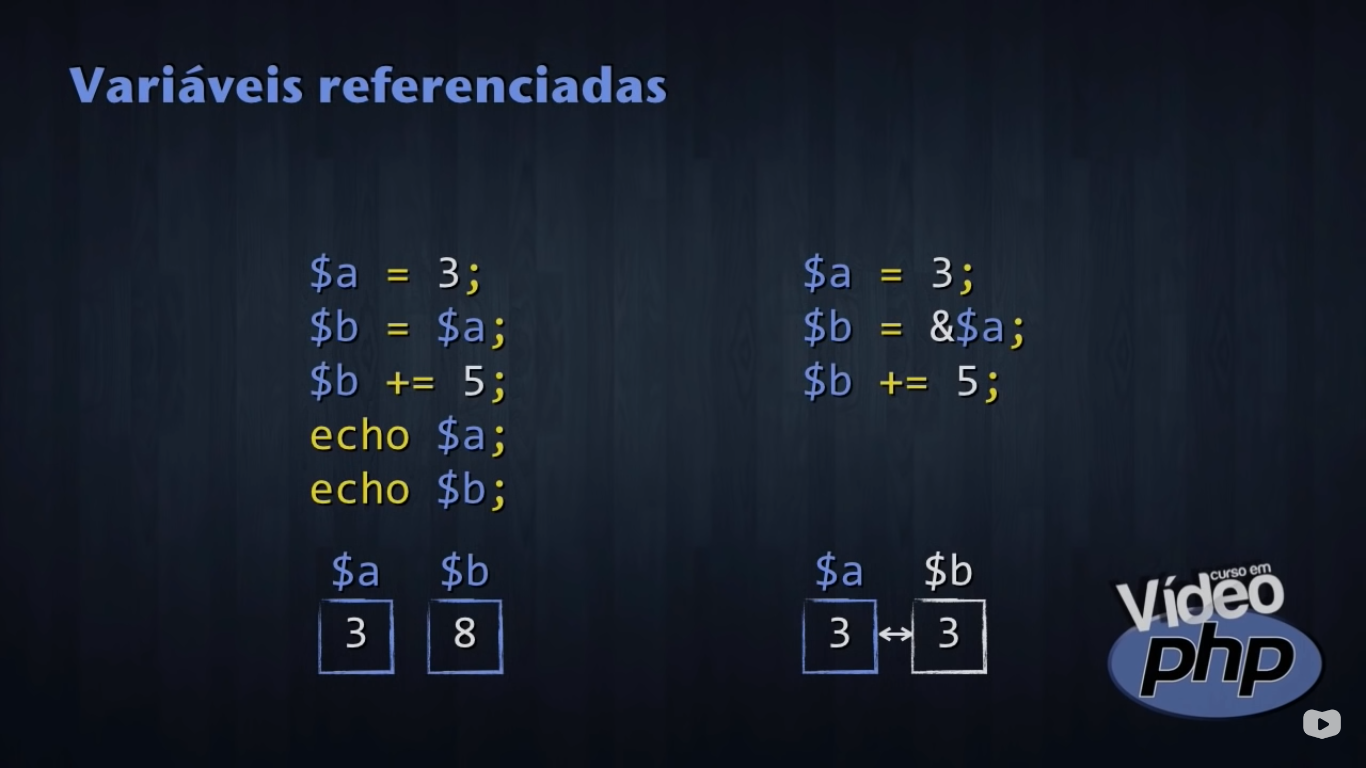 Variáveis referenciadas
$a = 3;
$b = $a;
$b += 5;
echo $a;
echo $b;
$a $b
3 8
$a = 3;
$b = &$a;
$b += 5;
$a $b
3 ↔ 3
curso em
Vídeo
php